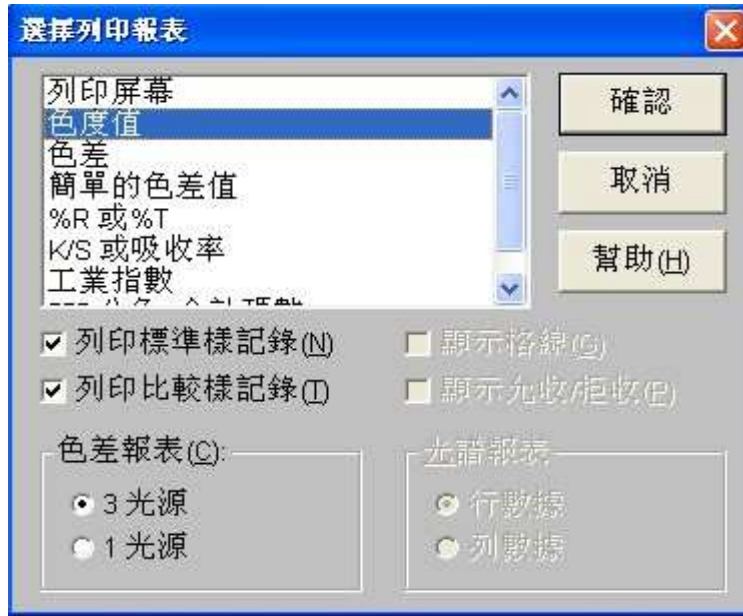 選擇列印報表
列印屏幕
色度值
色差
簡單的色差值
%R 或%T
K/S 或吸收率
工業指數
確認
取消
幫助(H)
列印標準樣記錄(N)
顯示格線(G)
列印比較樣記錄(T)
顯示允收/拒收(P)
色差報表(C):
3 光源
1 光源
光譜報表
行數據
列數據